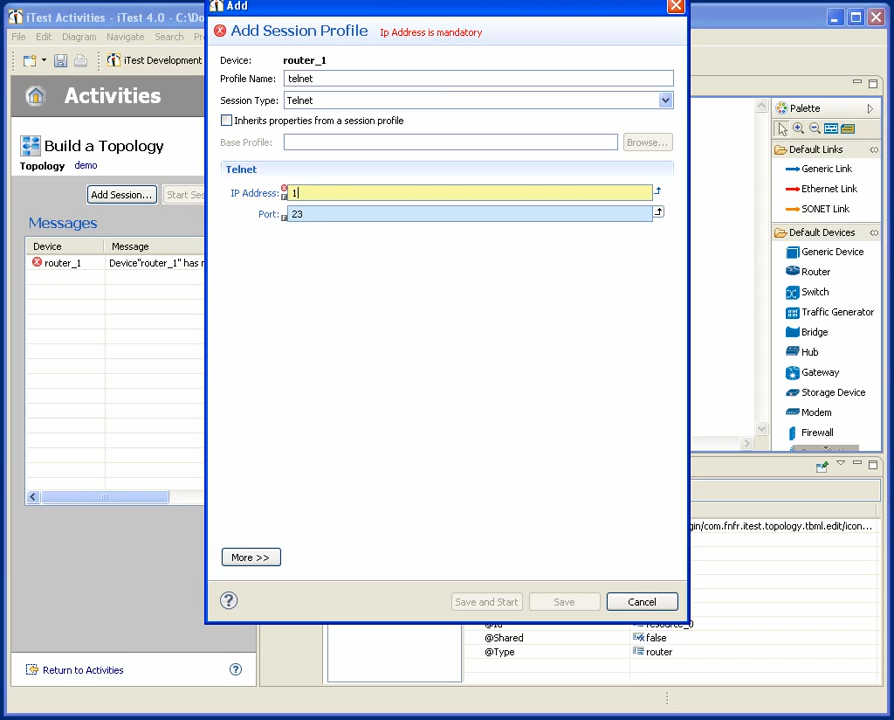 iTest Activities - iTest 4.0 - C:\Do
Add
File Edit Diagram Navigate Search
iTest Development
Activities
Build a Topology
Topology demo
Add Session...
Messages
Device Message
router_1 Device"router_1" has
Return to Activities
Add Session Profile Ip Address is mandatory
Device: router_1
Profile Name: telnet
Session Type: Telnet
Inherits properties from a session profile
Base Profile: Browse...
Telnet
IP Address: 1
Port: 23
More >>
Save and Start Save Cancel
Palette
Default Links
Generic Link
Ethernet Link
SONET Link
Default Devices
Generic Device
Router
Switch
Traffic Generator
Bridge
Hub
Gateway
Storage Device
Modem
Firewall
gin/com.fnfr.itest.topology.tbml.edit/icon...
@Shared false
@Type router